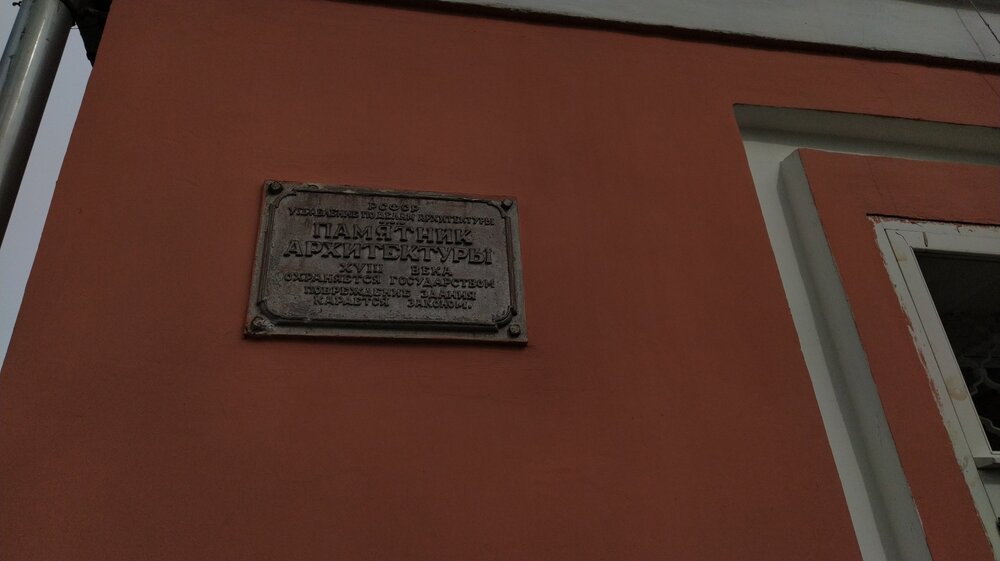 РСФСР
УПРАВЛЕНИЕ ПО ДЕЛАМ АРХИТЕКТУРЫ
ПАМЯТНИК
АРХИТЕКТУРЫ
XVIII ВЕКА
ОХРАНЯЕТСЯ ГОСУДАРСТВОМ
ПОВРЕЖДЕНИЕ ЗДАНИЯ
КАРАЕТСЯ ЗАКОНОМ.